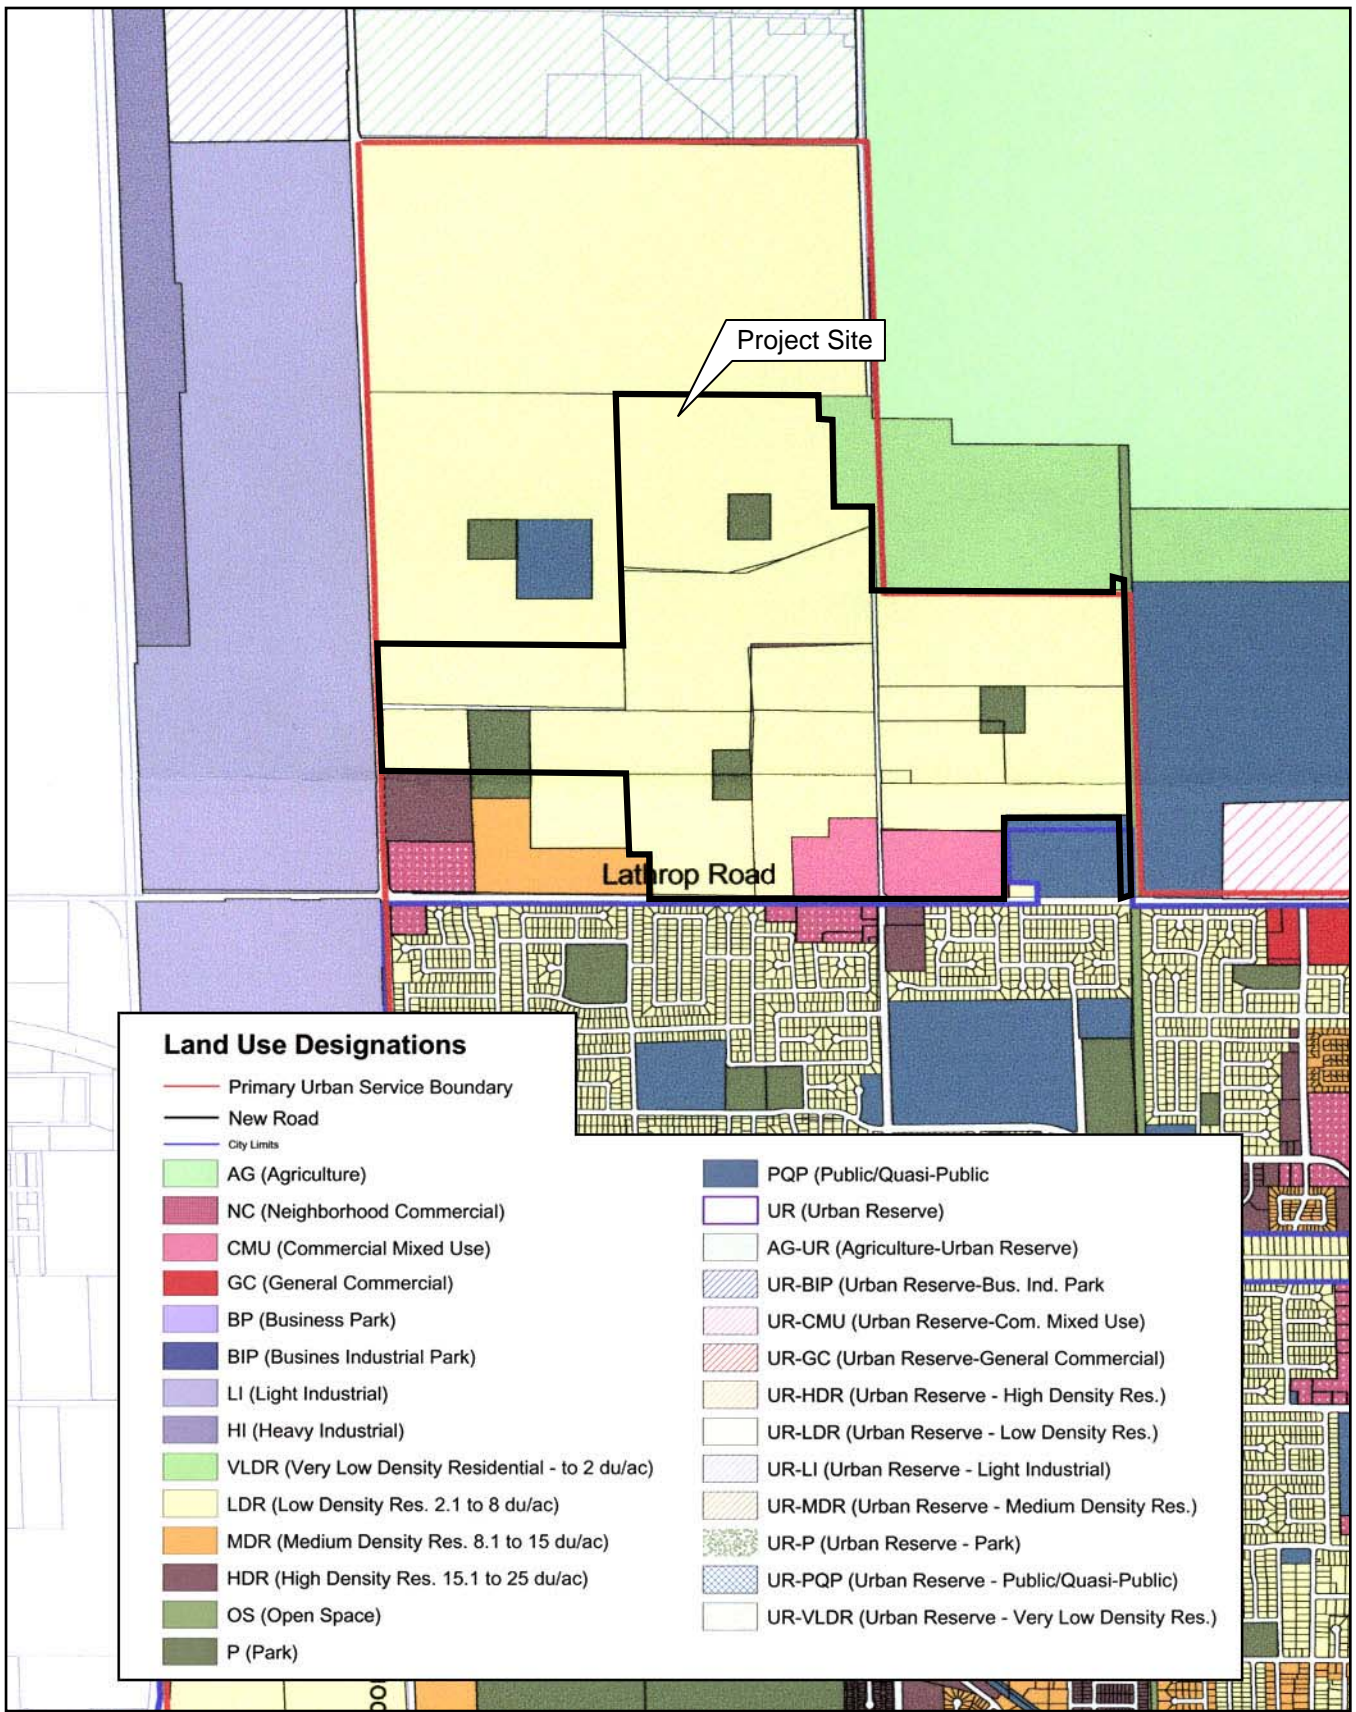 Project Site
Lathrop Road
Land Use Designations
Primary Urban Service Boundary
New Road
City Limits
AG (Agriculture)
NC (Neighborhood Commercial)
CMU (Commercial Mixed Use)
GC (General Commercial)
BP (Business Park)
BIP (Busines Industrial Park)
LI (Light Industrial)
HI (Heavy Industrial)
VLDR (Very Low Density Residential - to 2 du/ac)
LDR (Low Density Res. 2.1 to 8 du/ac)
MDR (Medium Density Res. 8.1 to 15 du/ac)
HDR (High Density Res. 15.1 to 25 du/ac)
OS (Open Space)
P (Park)
PQP (Public/Quasi-Public
UR (Urban Reserve)
AG-UR (Agriculture-Urban Reserve)
UR-BIP (Urban Reserve-Bus. Ind. Park
UR-CMU (Urban Reserve-Com. Mixed Use)
UR-GC (Urban Reserve-General Commercial)
UR-HDR (Urban Reserve - High Density Res.)
UR-LDR (Urban Reserve - Low Density Res.)
UR-LI (Urban Reserve - Light Industrial)
UR-MDR (Urban Reserve - Medium Density Res.)
UR-P (Urban Reserve - Park)
UR-PQP (Urban Reserve - Public/Quasi-Public)
UR-VLDR (Urban Reserve - Very Low Density Res.)